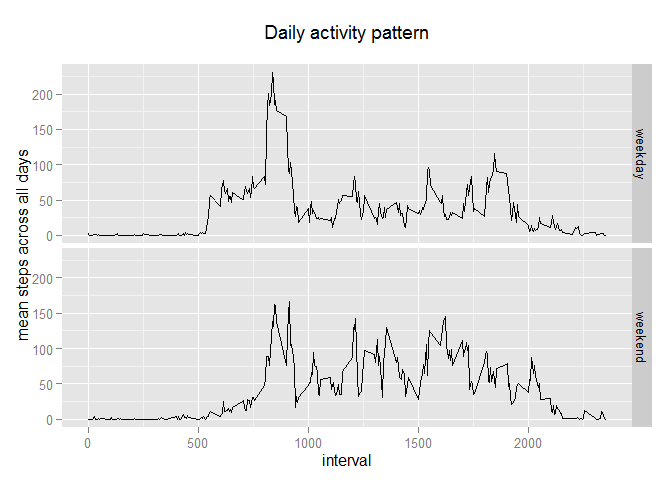 Daily activity pattern
mean steps across all days
200
150
100
50
0
weekday
200
150
100
50
0
weekend
0 500 1000 1500 2000
interval